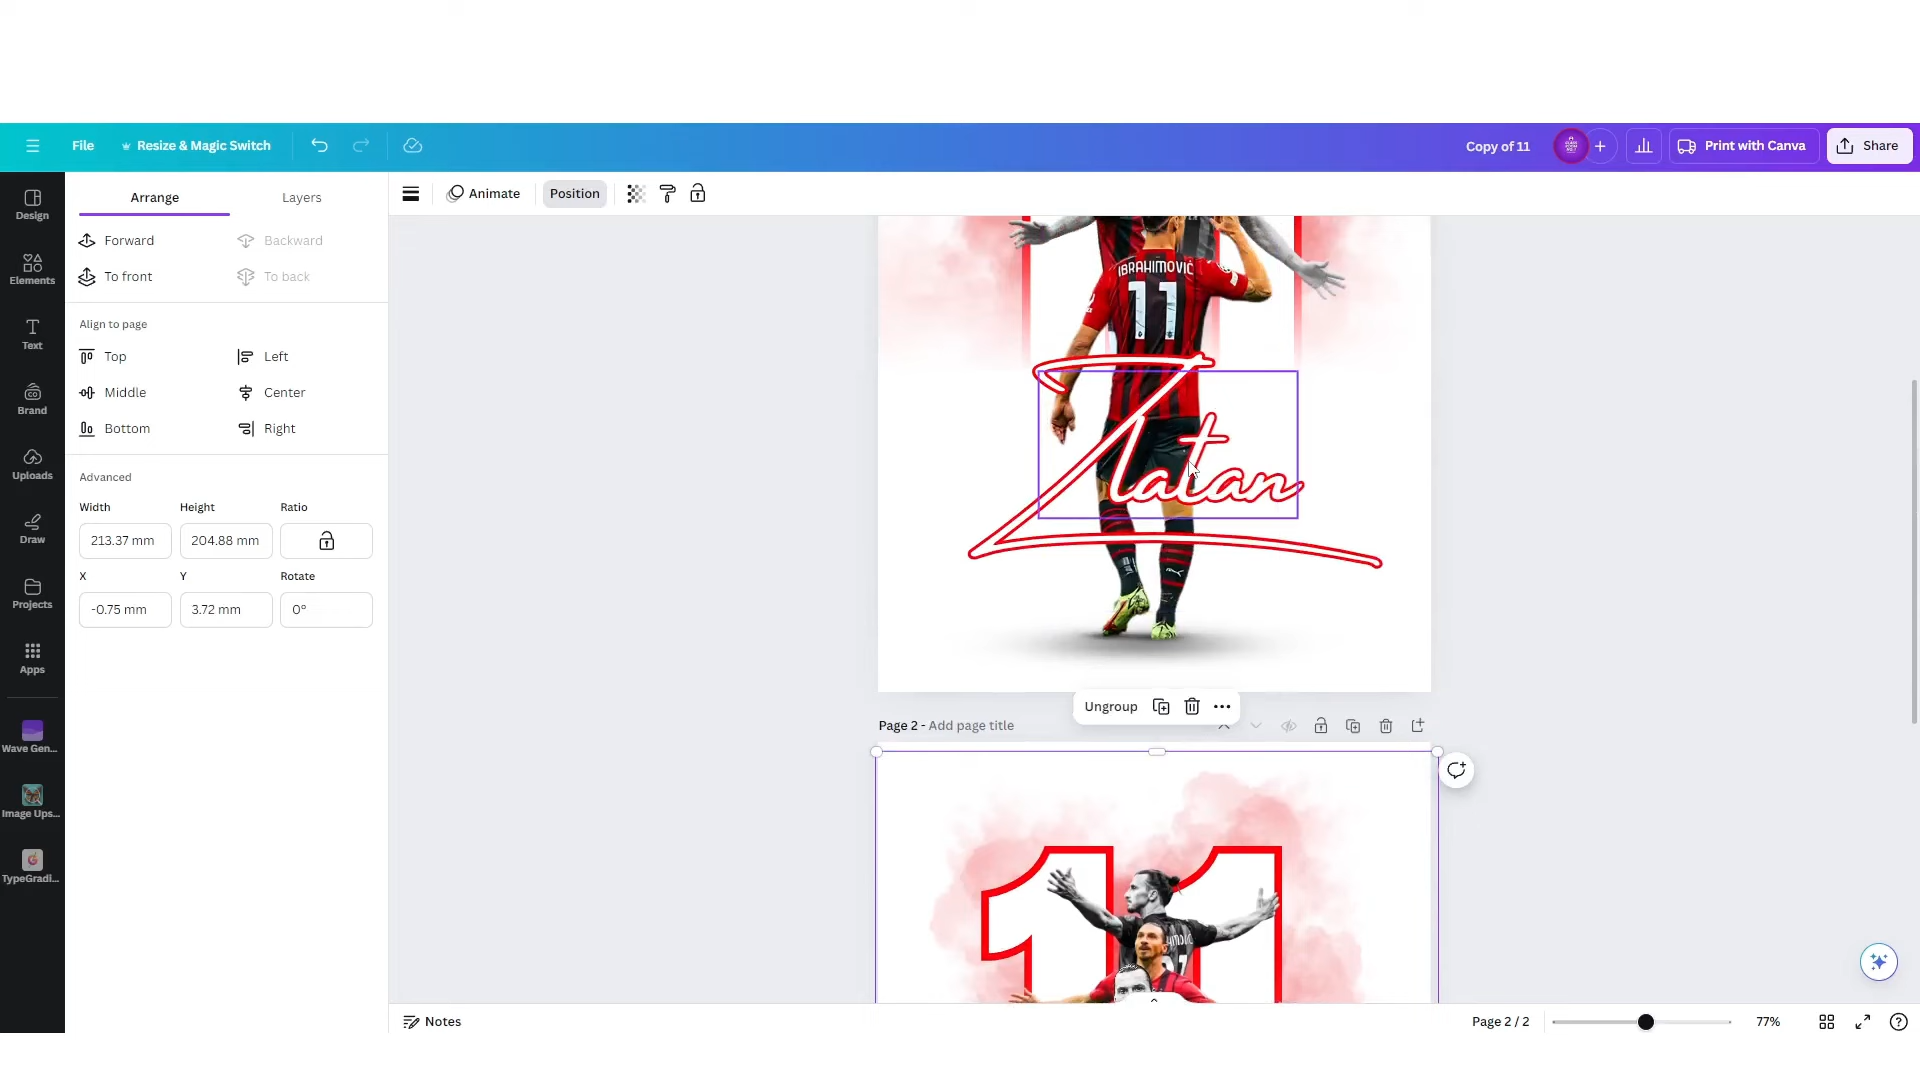 File
Resize & Magic Switch
Copy of 11
Print with Canva
Share
Design
Elements
Text
Brand
Uploads
Draw
Projects
Apps
Wave Gen...
Image Ups...
TypeGradi...
Arrange
Layers
Forward
Backward
To front
To back
Align to page
Top
Left
Middle
Center
Bottom
Right
Advanced
Width
Height
Ratio
213.37 mm
204.88 mm
X
Y
Rotate
-0.75 mm
3.72 mm
0°
Animate
Position
IBRAHIMOVIĆ
11
Zlatan
Ungroup
Page 2 - Add page title
11
Notes
Page 2 / 2
77%